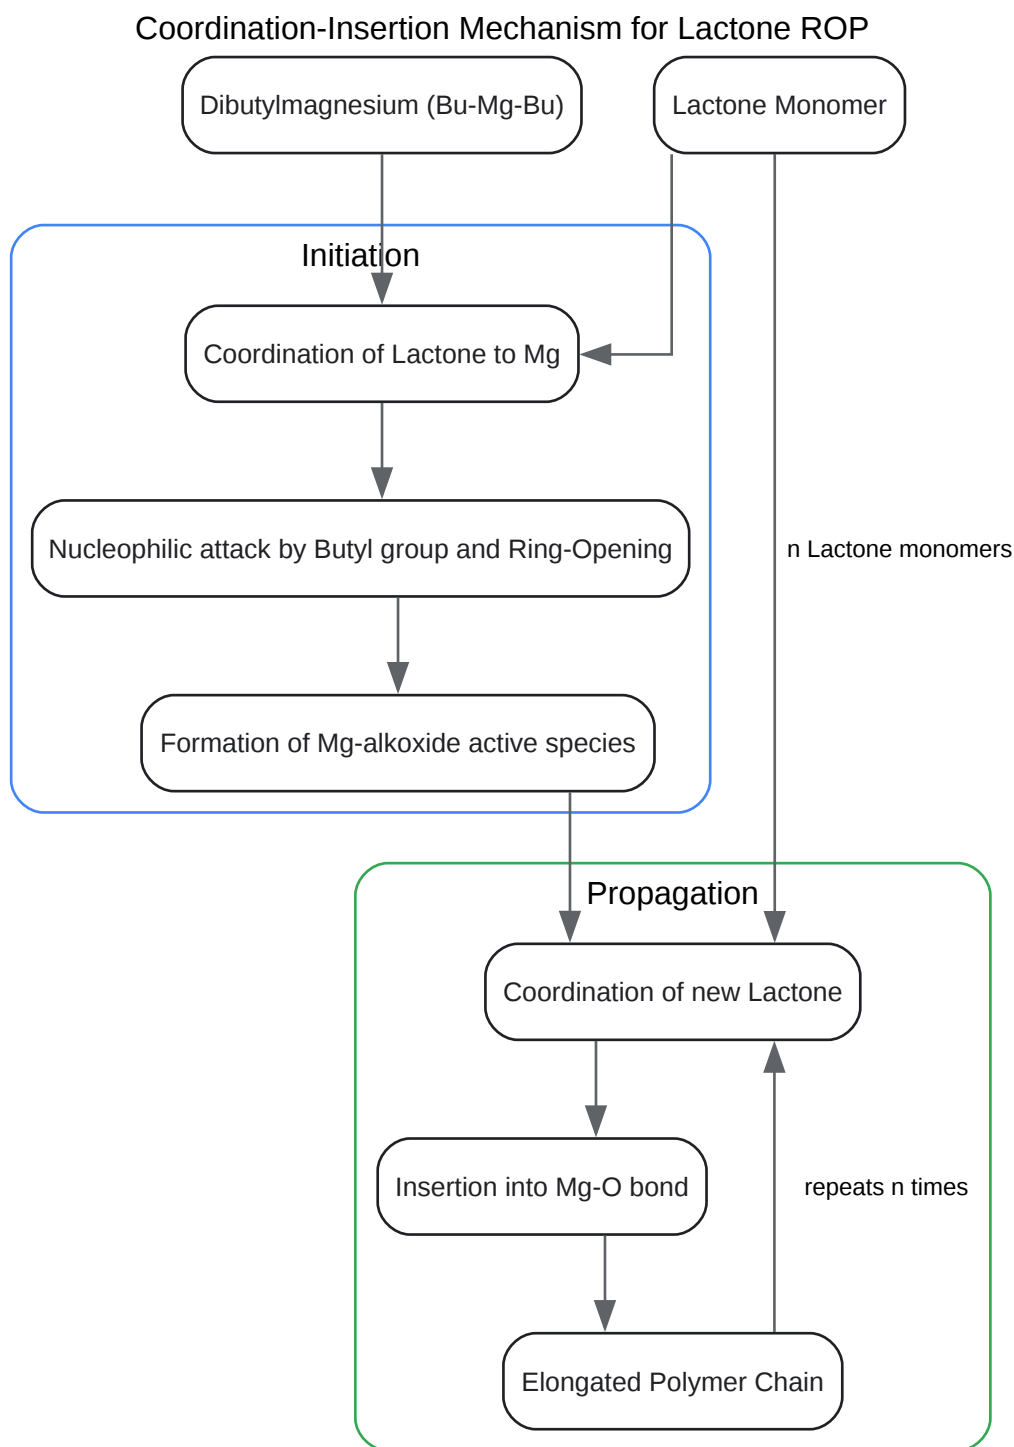 Coordination-Insertion Mechanism for Lactone ROP
Dibutylmagnesium (Bu-Mg-Bu)
Lactone Monomer
Initiation
Coordination of Lactone to Mg
Nucleophilic attack by Butyl group and Ring-Opening
n Lactone monomers
Formation of Mg-alkoxide active species
Propagation
Coordination of new Lactone
Insertion into Mg-O bond
repeats n times
Elongated Polymer Chain